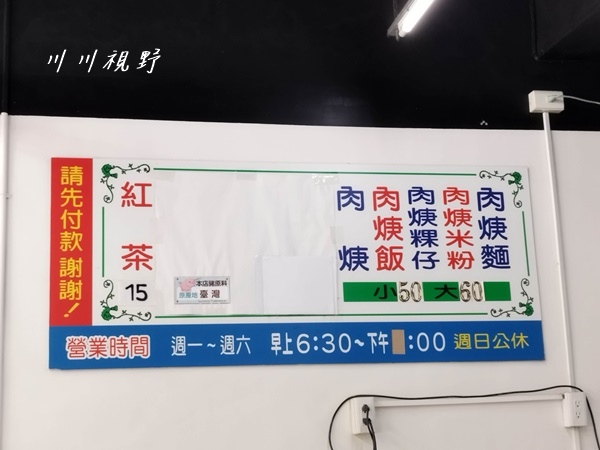 川川視野
請先付款 謝謝！
肉焿麵
肉焿米粉
肉焿粿仔
肉焿飯
肉焿
小50 大60
紅茶
15
本店豬原料
原產地 臺灣
營業時間 週一~週六 早上6:30~下午 :00 週日公休